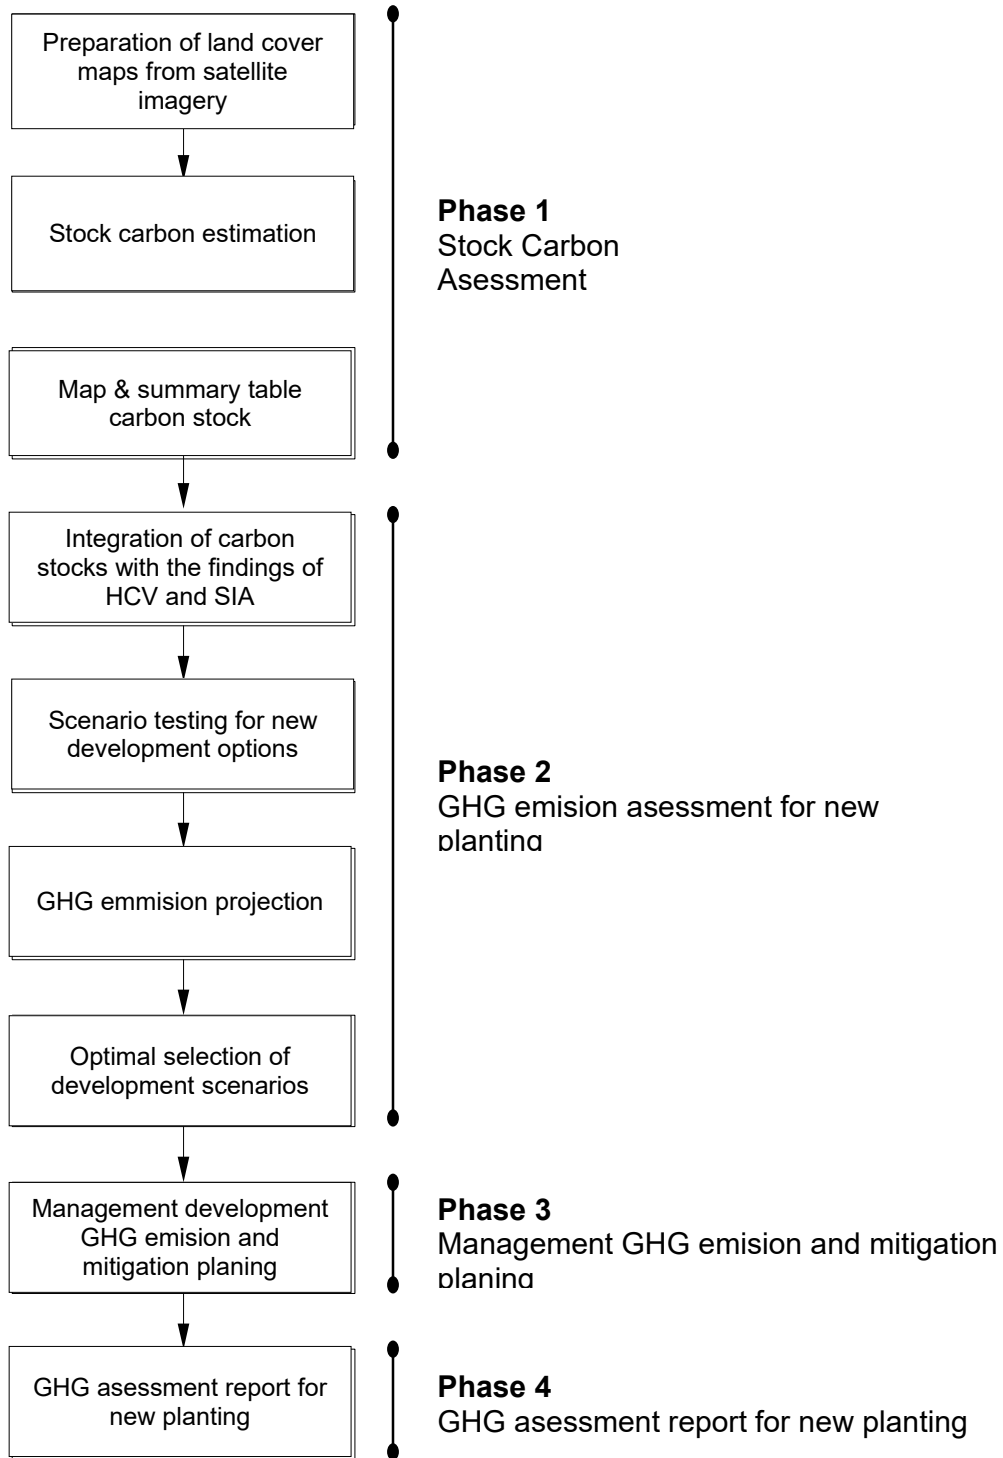 Preparation of land cover
maps from satellite
imagery
Stock carbon estimation
Phase 1
Stock Carbon
Asessment
Map & summary table
carbon stock
Integration of carbon
stocks with the findings of
HCV and SIA
Scenario testing for new
development options
Phase 2
GHG emision asessment for new
planting
GHG emmision projection
Optimal selection of
development scenarios
Management development
GHG emision and
mitigation planing
Phase 3
Management GHG emision and mitigation
planing
GHG asessment report for
new planting
Phase 4
GHG asessment report for new planting